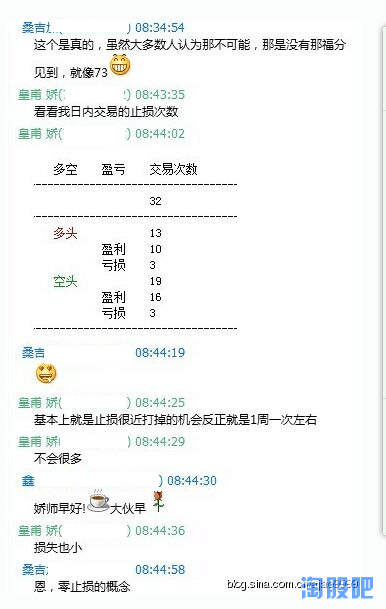 桑吉 08:34:54
这个是真的，虽然大多数人认为那不可能，那是没有那福分
见到，就像73
皇甫 娇( ) 08:43:35
看看我日内交易的止损次数
皇甫 娇( 08:44:02
多空 盈亏 交易次数
32
多头 13
盈利 10
亏损 3
空头 19
盈利 16
亏损 3
桑吉 08:44:19
皇甫 娇( 08:44:25
基本上就是止损很近打掉的机会反正就是1周一次左右
皇甫 娇( 08:44:29
不会很多
鑫 ) 08:44:30
娇师早好! 大伙早
皇甫 娇( 08:44:36
损失也小
桑吉 08:44:58
恩，零止损的概念
blog.sina.com.cn
淘股吧